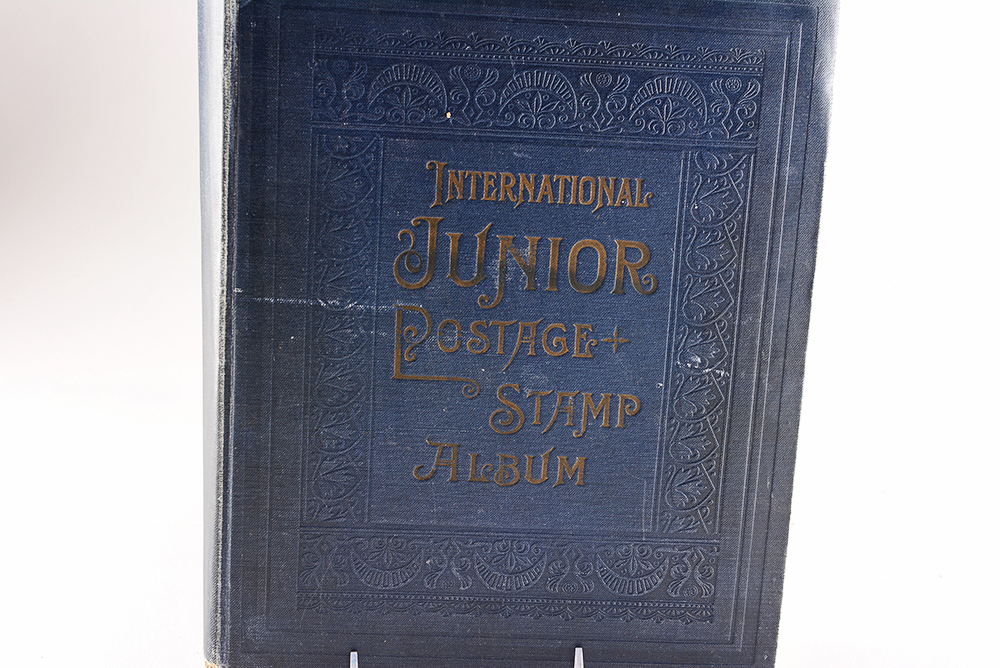 INTERNATIONAL
JUNIOR
POSTAGE+
STAMP
ALBUM